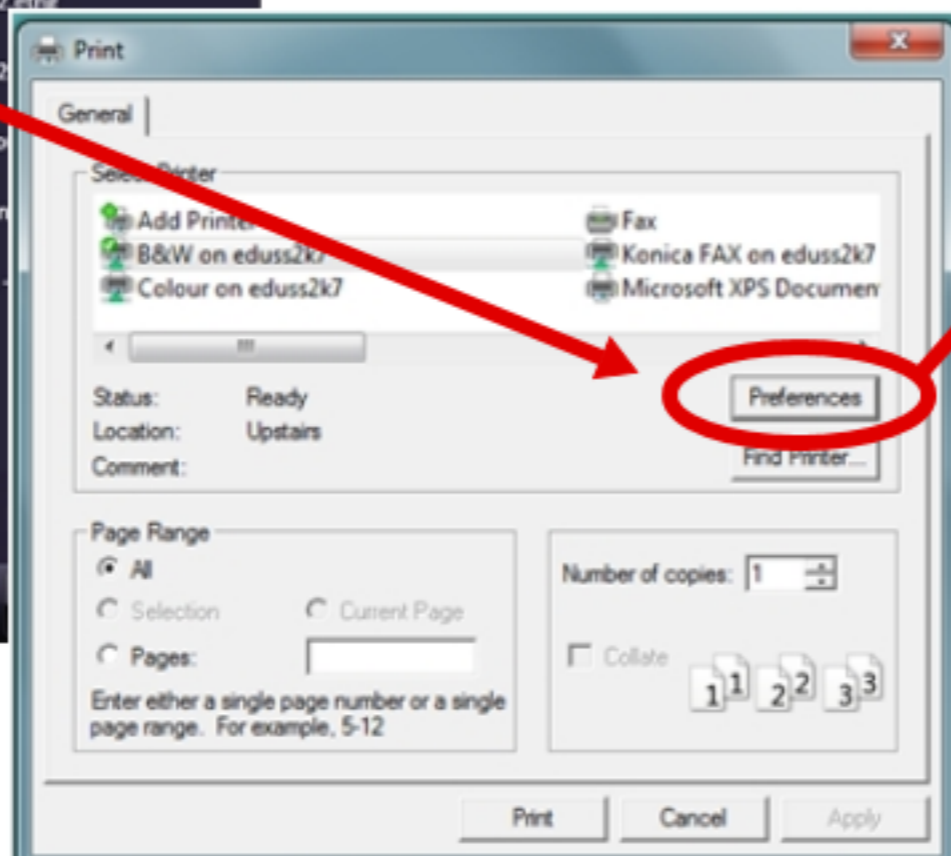 Print
General
Select Printer
Add Printer
Fax
B&W on eduss2k7
Konica FAX on eduss2k7
Colour on eduss2k7
Microsoft XPS Documen
Status: Ready
Preferences
Location: Upstairs
Comment:
Find Printer...
Page Range
All
Number of copies: 1
Selection
Current Page
Pages:
Collate
1 1 2 2 3 3
Enter either a single page number or a single
page range. For example, 5-12
Print
Cancel
Apply